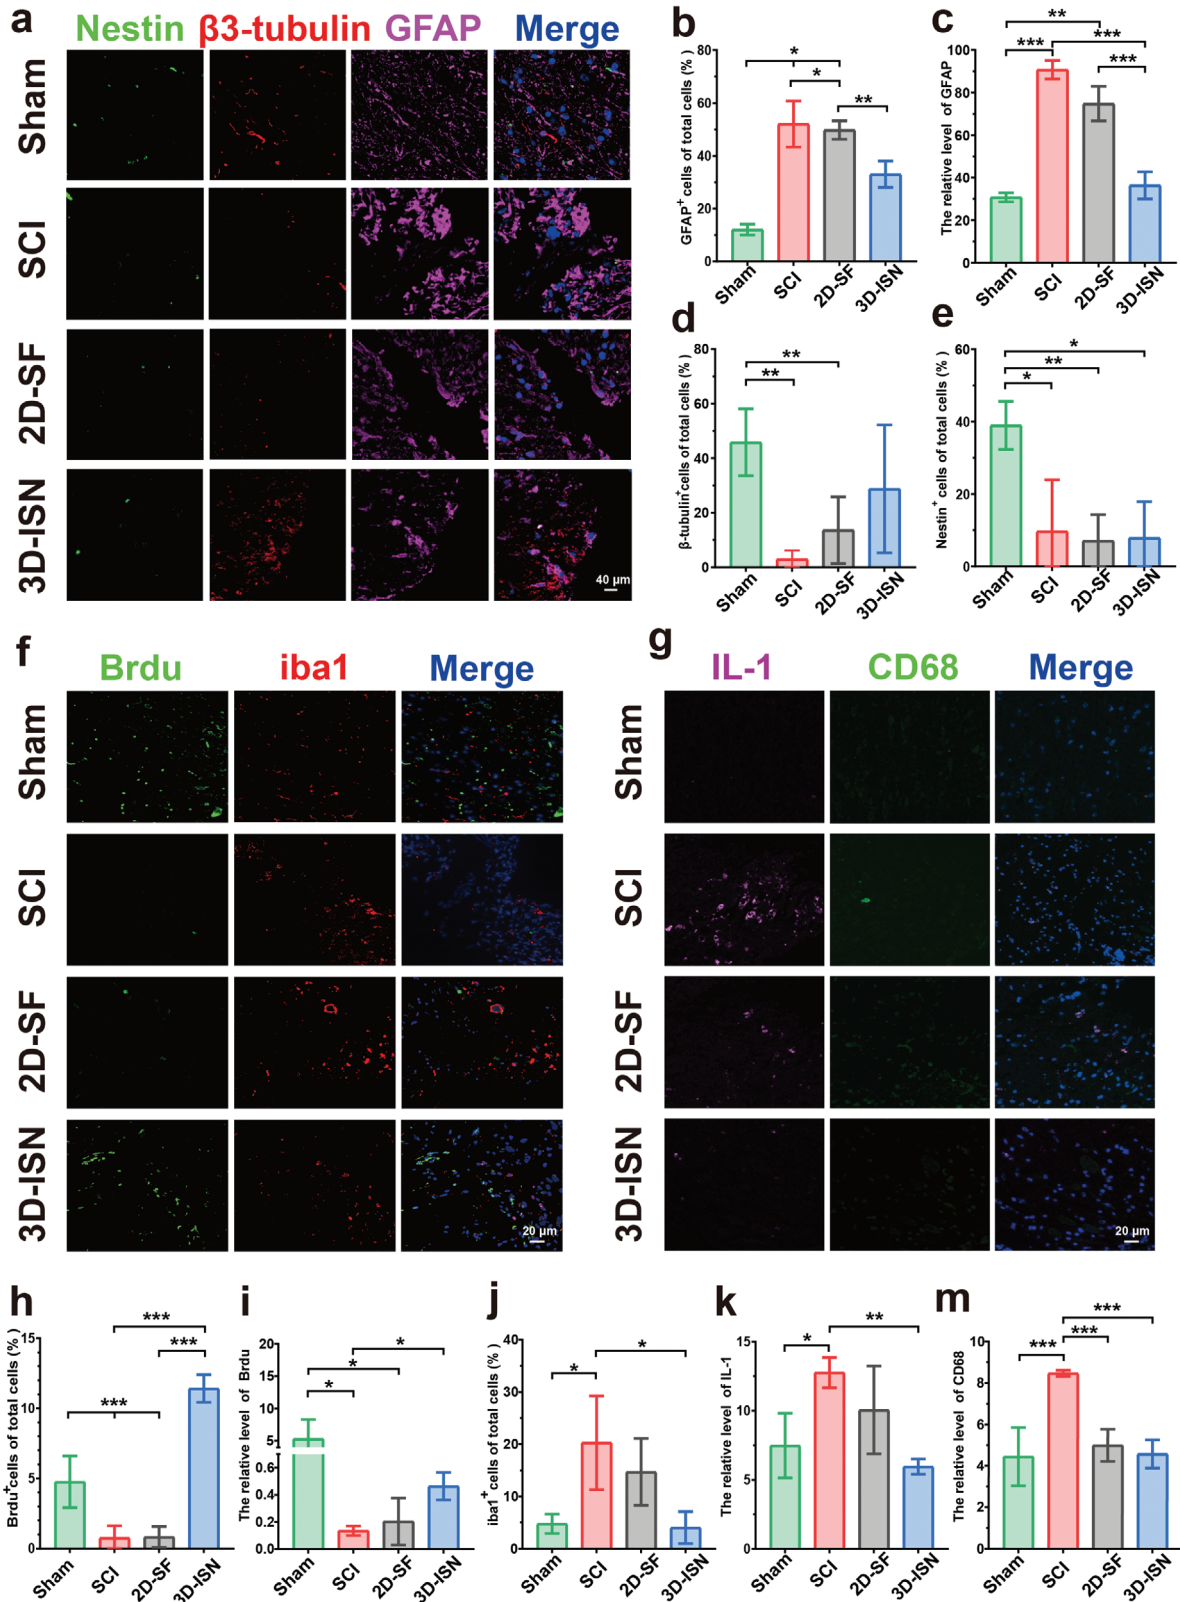 a
Nestin β3-tubulin GFAP Merge
Sham
SCI
2D-SF
3D-ISN
40 μm
b
GFAP+ cells of total cells (% )
80
60
40
20
0
*
*
**
Sham SCI 2D-SF 3D-ISN
c
The relative level of GFAP
100
80
60
40
20
0
**
*** ***
***
Sham SCI 2D-SF 3D-ISN
d
β-tubulin+cells of total cells (% )
80
60
40
20
0
**
**
Sham SCI 2D-SF 3D-ISN
e
Nestin+ cells of total cells (% )
60
40
20
0
*
**
*
Sham SCI 2D-SF 3D-ISN
f
Brdu iba1 Merge
Sham
SCI
2D-SF
3D-ISN
20 μm
g
IL-1 CD68 Merge
Sham
SCI
2D-SF
3D-ISN
20 μm
h
Brdu+cells of total cells (% )
15
10
5
0
***
***
***
Sham SCI 2D-SF 3D-ISN
i
The relative level of Brdu
20
15
10
5
0.6
0.4
0.2
0.0
*
*
*
Sham SCI 2D-SF 3D-ISN
j
iba1+ cells of total cells (% )
40
30
20
10
0
*
*
Sham SCI 2D-SF 3D-ISN
k
The relative level of IL-1
15
10
5
0
**
*
Sham SCI 2D-SF 3D-ISN
m
The relative level of CD68
10
8
6
4
2
0
***
***
***
Sham SCI 2D-SF 3D-ISN